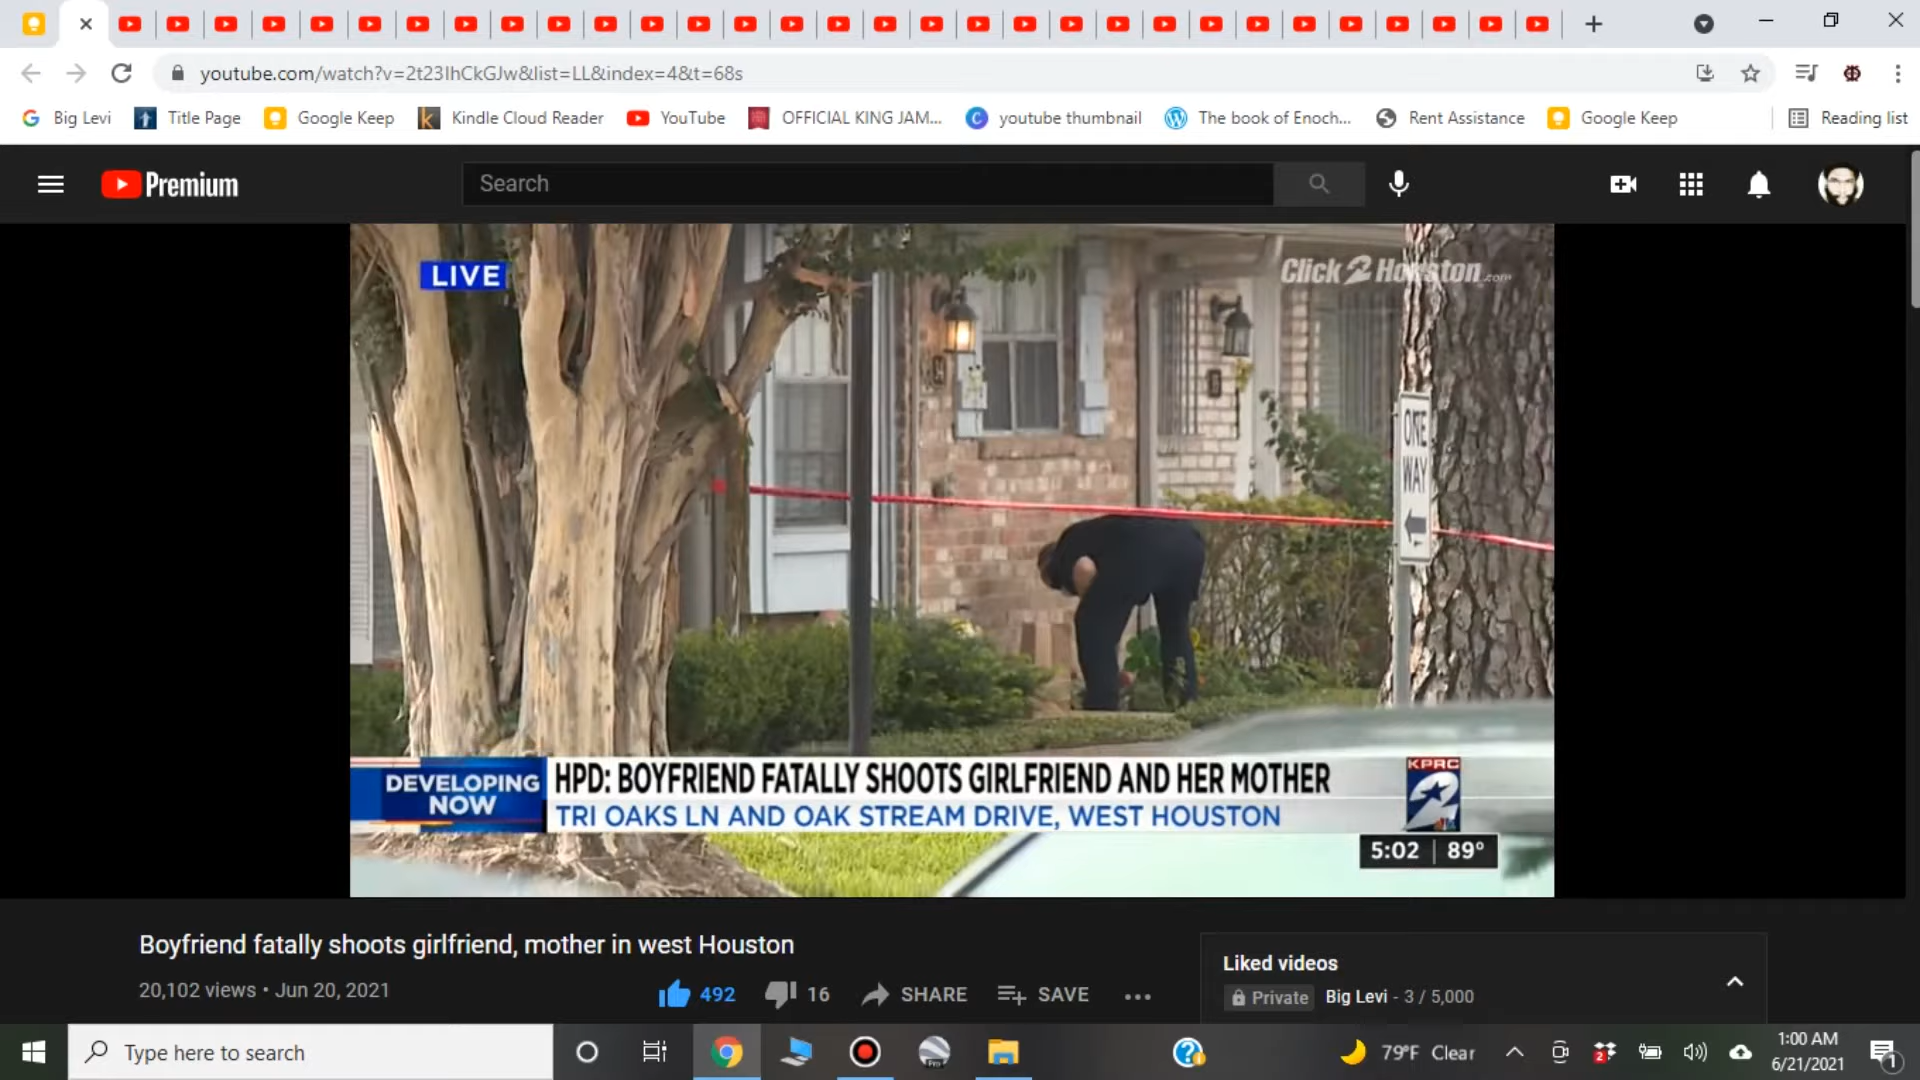 youtube.com/watch?v=2t23IhCkGJw&list=LL&index=4&t=68s
Big Levi
Title Page
Google Keep
Kindle Cloud Reader
YouTube
OFFICIAL KING JAM...
youtube thumbnail
The book of Enoch...
Rent Assistance
Google Keep
Reading list
Premium
Search
LIVE
Click2Houston.com
ONE
WAY
DEVELOPING
NOW
HPD: BOYFRIEND FATALLY SHOOTS GIRLFRIEND AND HER MOTHER
TRI OAKS LN AND OAK STREAM DRIVE, WEST HOUSTON
KPRC
2
5:02 | 89°
Boyfriend fatally shoots girlfriend, mother in west Houston
20,102 views • Jun 20, 2021
492
16
SHARE
SAVE
Liked videos
Private
Big Levi - 3 / 5,000
Type here to search
79°F Clear
1:00 AM
6/21/2021